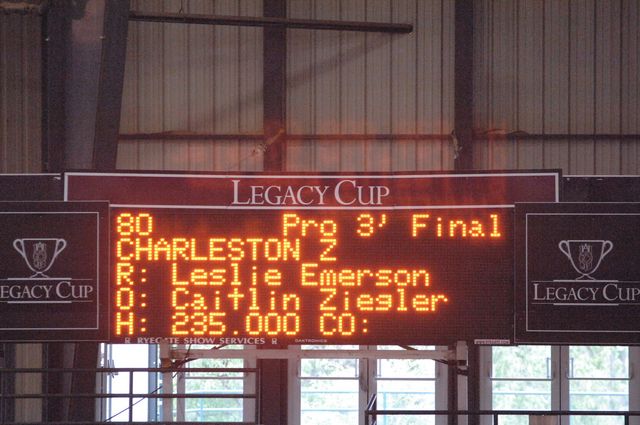 LEGACY CUP
80 Pro 3' Final
CHARLESTON Z
R: Leslie Emerson
O: Caitlin Ziegler
H: 235.000 CO:
LEGACY CUP
LEGACY CUP
R RYEGATE SHOW SERVICES R
DAKTRONICS